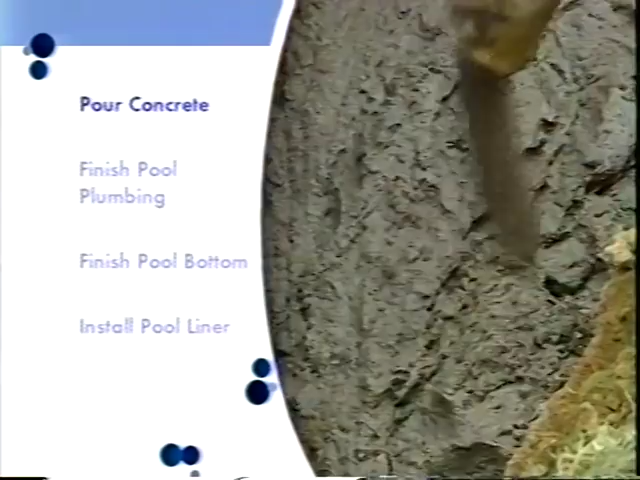 Pour Concrete
Finish Pool
Plumbing
Finish Pool Bottom
Install Pool Liner